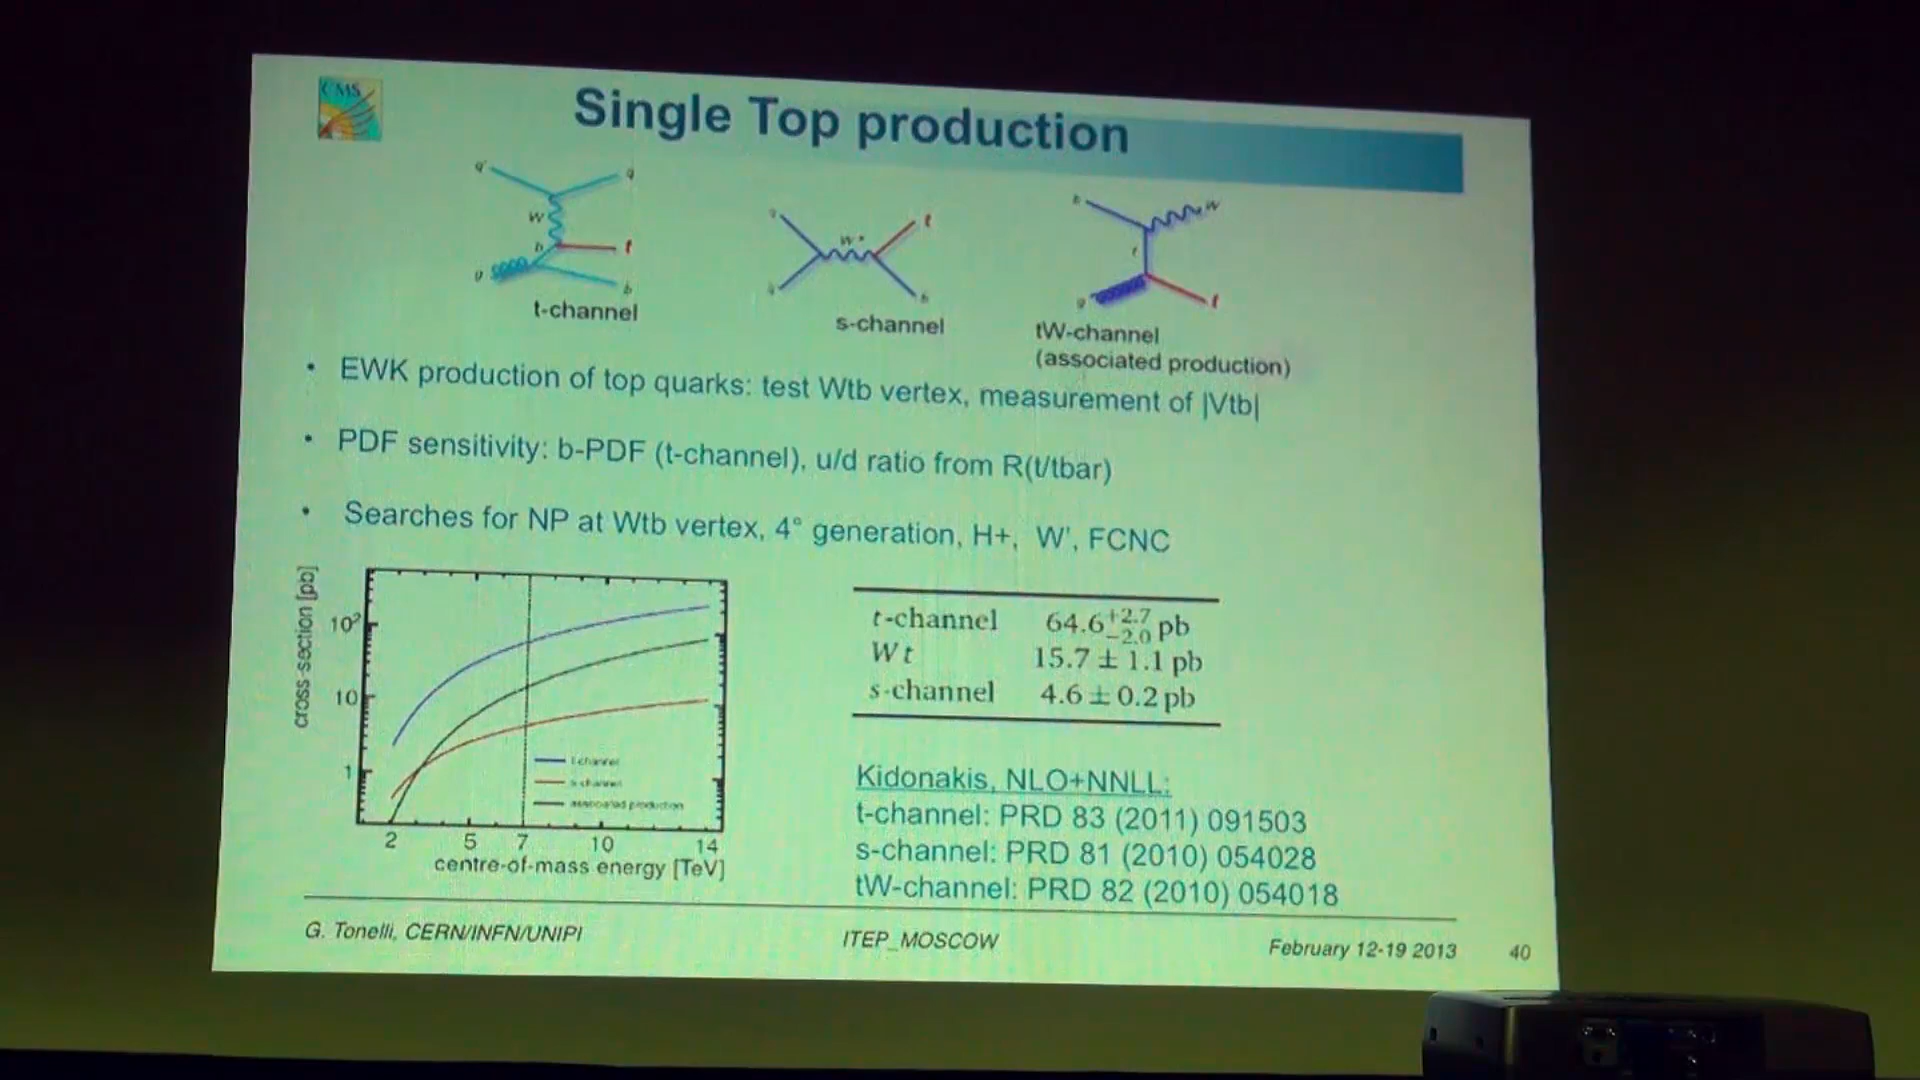 CMS
Single Top production
q'
q
W
b
t
g
b
t-channel
t
W*
b
s-channel
b
W
t
g
t
tW-channel
(associated production)
• EWK production of top quarks: test Wtb vertex, measurement of |Vtb|
• PDF sensitivity: b-PDF (t-channel), u/d ratio from R(t/tbar)
• Searches for NP at Wtb vertex, 4° generation, H+, W', FCNC
cross-section [pb]
10²
10
1
t-channel
s-channel
associated production
2 5 7 10 14
centre-of-mass energy [TeV]
t-channel 64.6 +2.7 −2.0 pb
Wt 15.7 ± 1.1 pb
s-channel 4.6 ± 0.2 pb
Kidonakis, NLO+NNLL:
t-channel: PRD 83 (2011) 091503
s-channel: PRD 81 (2010) 054028
tW-channel: PRD 82 (2010) 054018
G. Tonelli, CERN/INFN/UNIPI ITEP_MOSCOW February 12-19 2013 40